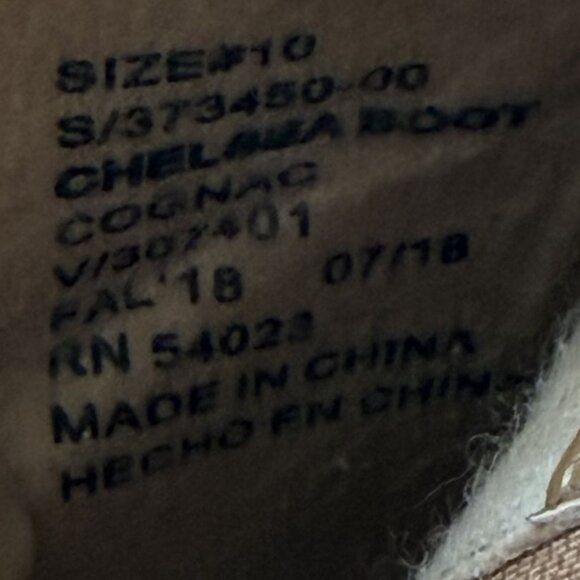 SIZE#10
S/373450-00
CHELSEA BOOT
COGNAC
V/307401
FAL'18 07/18
RN 54023
MADE IN CHINA
HECHO EN CHINA